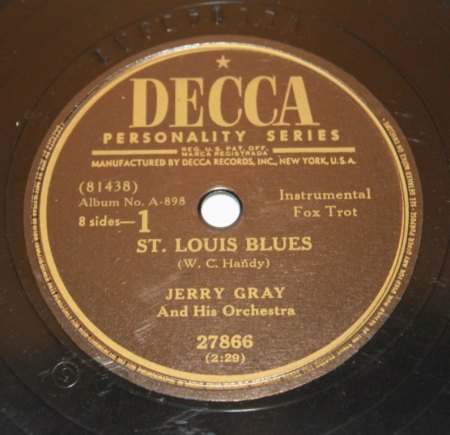 DECCA
PERSONALITY SERIES
REG. U.S. PAT. OFF.
MARCA REGISTRADA
MANUFACTURED BY DECCA RECORDS, INC., NEW YORK, U.S.A.
(81438)
Album No. A-898
8 sides—1
Instrumental
Fox Trot
ST. LOUIS BLUES
(W. C. Handy)
JERRY GRAY
And His Orchestra
27866
(2:29)